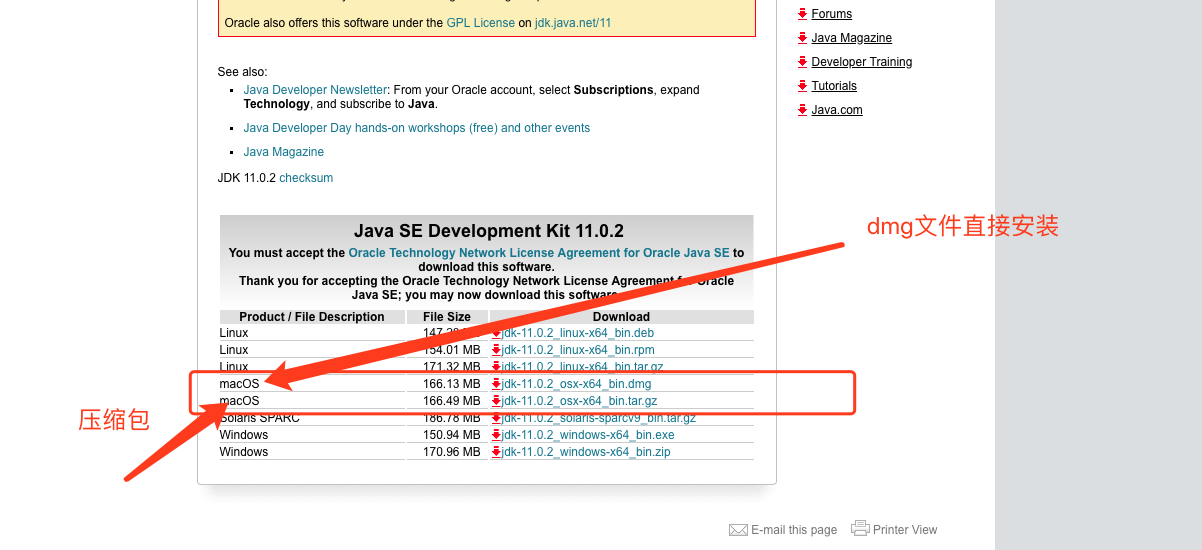 Oracle also offers this software under the GPL License on jdk.java.net/11
See also:
Java Developer Newsletter: From your Oracle account, select Subscriptions, expand
Technology, and subscribe to Java.
Java Developer Day hands-on workshops (free) and other events
Java Magazine
JDK 11.0.2 checksum
Forums
Java Magazine
Developer Training
Tutorials
Java.com
dmg文件直接安装
Java SE Development Kit 11.0.2
You must accept the Oracle Technology Network License Agreement for Oracle Java SE to
download this software.
Thank you for accepting the Oracle Technology Network License Agreement for Oracle
Java SE; you may now download this software.
Product / File Description File Size Download
Linux jdk-11.0.2_linux-x64_bin.deb
Linux 154.01 MB jdk-11.0.2_linux-x64_bin.rpm
Linux 171.32 MB jdk-11.0.2_linux-x64_bin.tar.gz
macOS 166.13 MB jdk-11.0.2_osx-x64_bin.dmg
macOS 166.49 MB jdk-11.0.2_osx-x64_bin.tar.gz
Solaris SPARC 186.78 MB jdk-11.0.2_solaris-sparcv9_bin.tar.gz
Windows 150.94 MB jdk-11.0.2_windows-x64_bin.exe
Windows 170.96 MB jdk-11.0.2_windows-x64_bin.zip
压缩包
E-mail this page Printer View